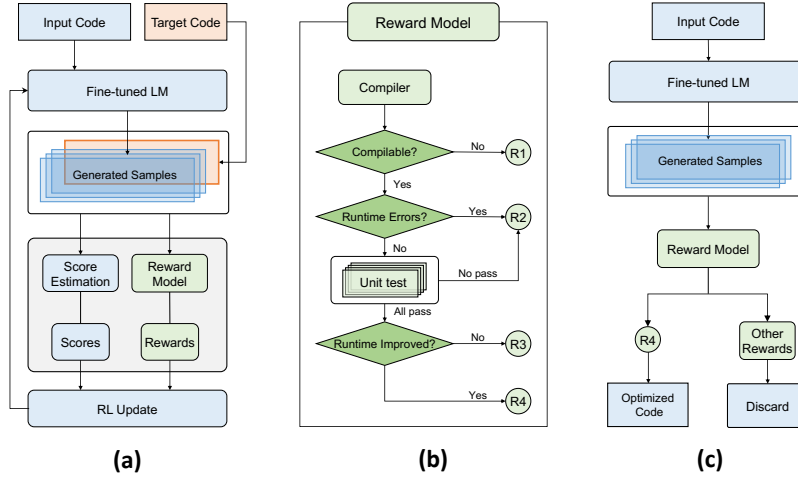 Input Code
Target Code
Fine-tuned LM
Generated Samples
Score
Estimation
Reward
Model
Scores
Rewards
RL Update
(a)
Reward Model
Compiler
Compilable?
No
R1
Yes
Runtime Errors?
Yes
R2
No
Unit test
No pass
All pass
Runtime Improved?
No
R3
Yes
R4
(b)
Input Code
Fine-tuned LM
Generated Samples
Reward Model
R4
Other
Rewards
Optimized
Code
Discard
(c)